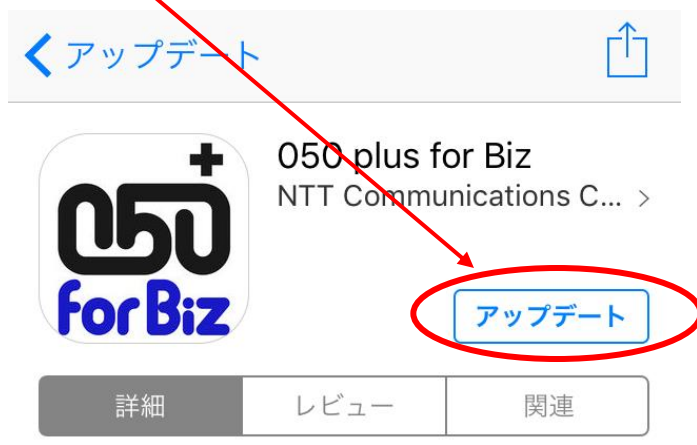 アップデート
050+
for Biz
050 plus for Biz
NTT Communications C... >
アップデート
詳細 レビュー 関連